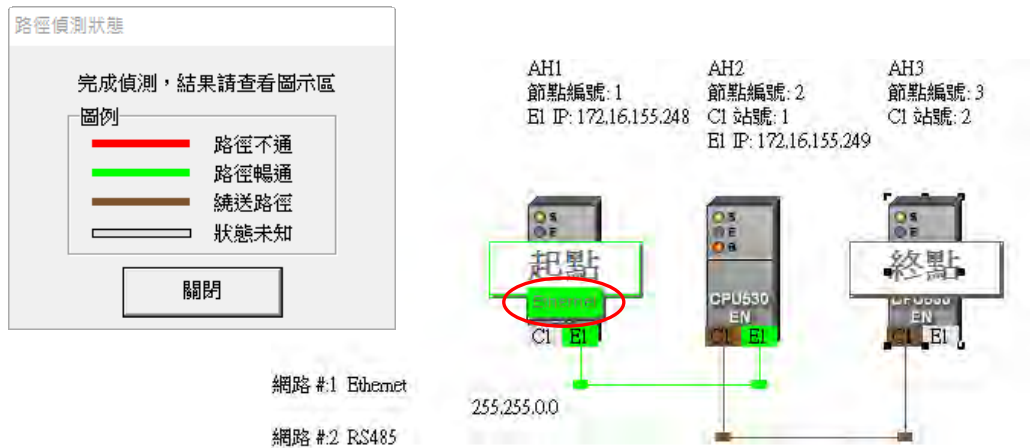 路徑偵測狀態
完成偵測，結果請查看圖示區
圖例
路徑不通
路徑暢通
繞送路徑
狀態未知
關閉
AH1
節點編號: 1
E1 IP: 172.16.155.248
AH2
節點編號: 2
C1 站號: 1
E1 IP: 172.16.155.249
AH3
節點編號: 3
C1 站號: 2
S
E
起點
C1 E1
S
E
B
CPU530
EN
C1 E1
S
E
終點
CPU530
EN
C1 E1
網路 #:1 Ethernet
255.255.0.0
網路 #:2 RS485